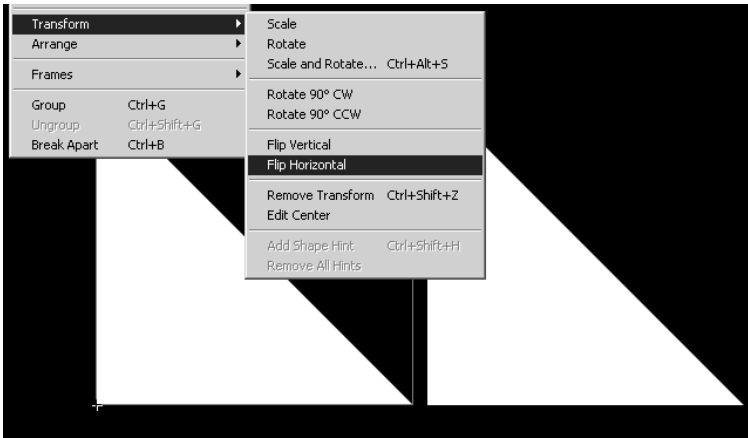 Transform
Arrange
Frames
Group Ctrl+G
Ungroup Ctrl+Shift+G
Break Apart Ctrl+B
Scale
Rotate
Scale and Rotate... Ctrl+Alt+S
Rotate 90° CW
Rotate 90° CCW
Flip Vertical
Flip Horizontal
Remove Transform Ctrl+Shift+Z
Edit Center
Add Shape Hint Ctrl+Shift+H
Remove All Hints